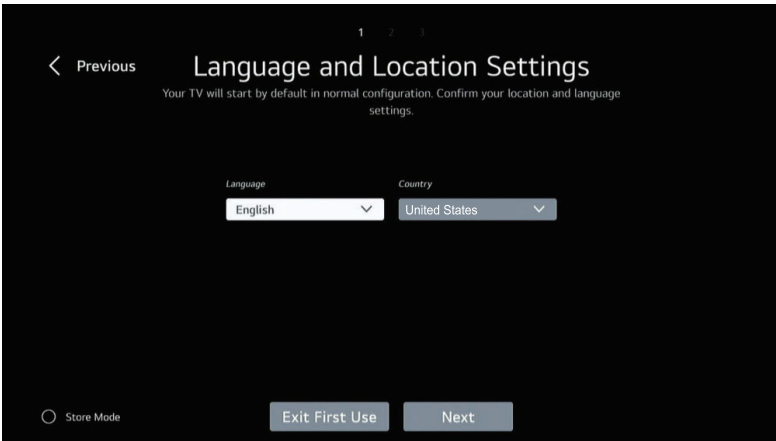 1 2 3
Previous
Language and Location Settings
Your TV will start by default in normal configuration. Confirm your location and language
settings.
Language Country
English United States
Store Mode
Exit First Use Next